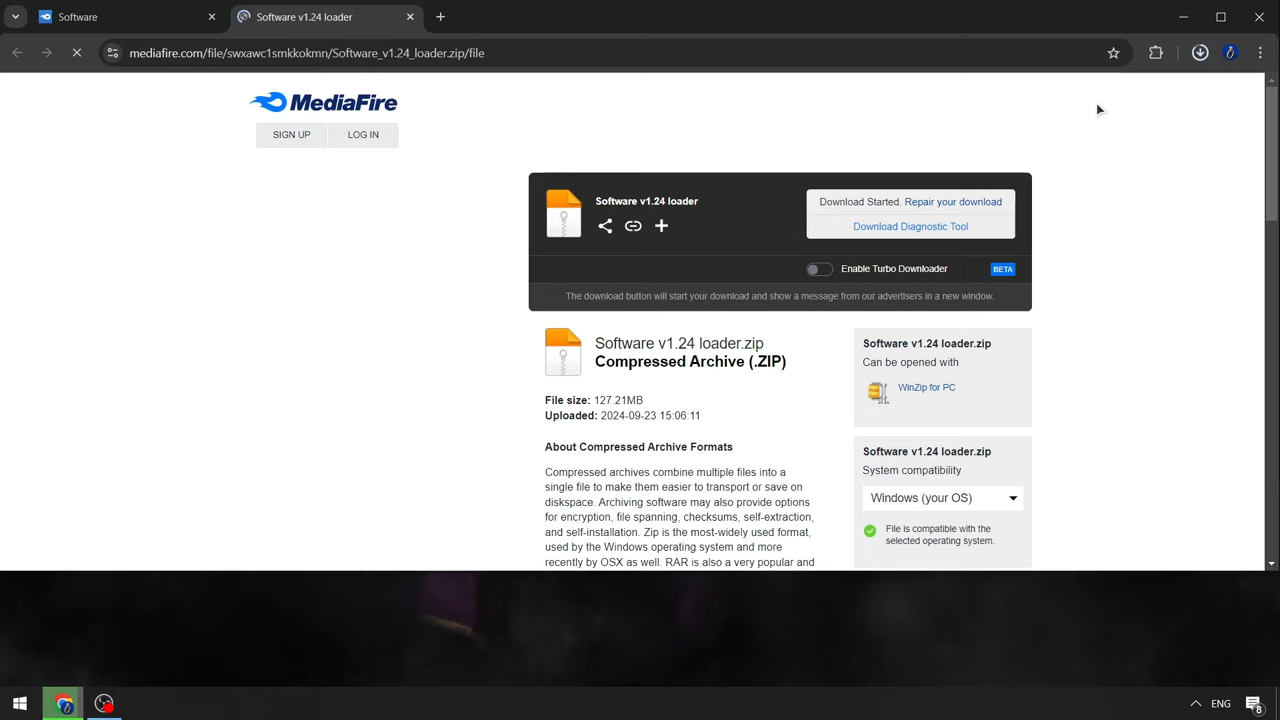 Software
Software v1.24 loader
mediafire.com/file/swxawc1smkkokmn/Software_v1.24_loader.zip/file
MediaFire
SIGN UP
LOG IN
Software v1.24 loader
Download Started. Repair your download
Download Diagnostic Tool
Enable Turbo Downloader
BETA
The download button will start your download and show a message from our advertisers in a new window.
Software v1.24 loader.zip
Compressed Archive (.ZIP)
File size: 127.21MB
Uploaded: 2024-09-23 15:06:11
About Compressed Archive Formats
Compressed archives combine multiple files into a
single file to make them easier to transport or save on
diskspace. Archiving software may also provide options
for encryption, file spanning, checksums, self-extraction,
and self-installation. Zip is the most-widely used format,
used by the Windows operating system and more
recently by OSX as well. RAR is also a very popular and
Software v1.24 loader.zip
Can be opened with
WinZip for PC
Software v1.24 loader.zip
System compatibility
Windows (your OS)
File is compatible with the
selected operating system.
ENG
8